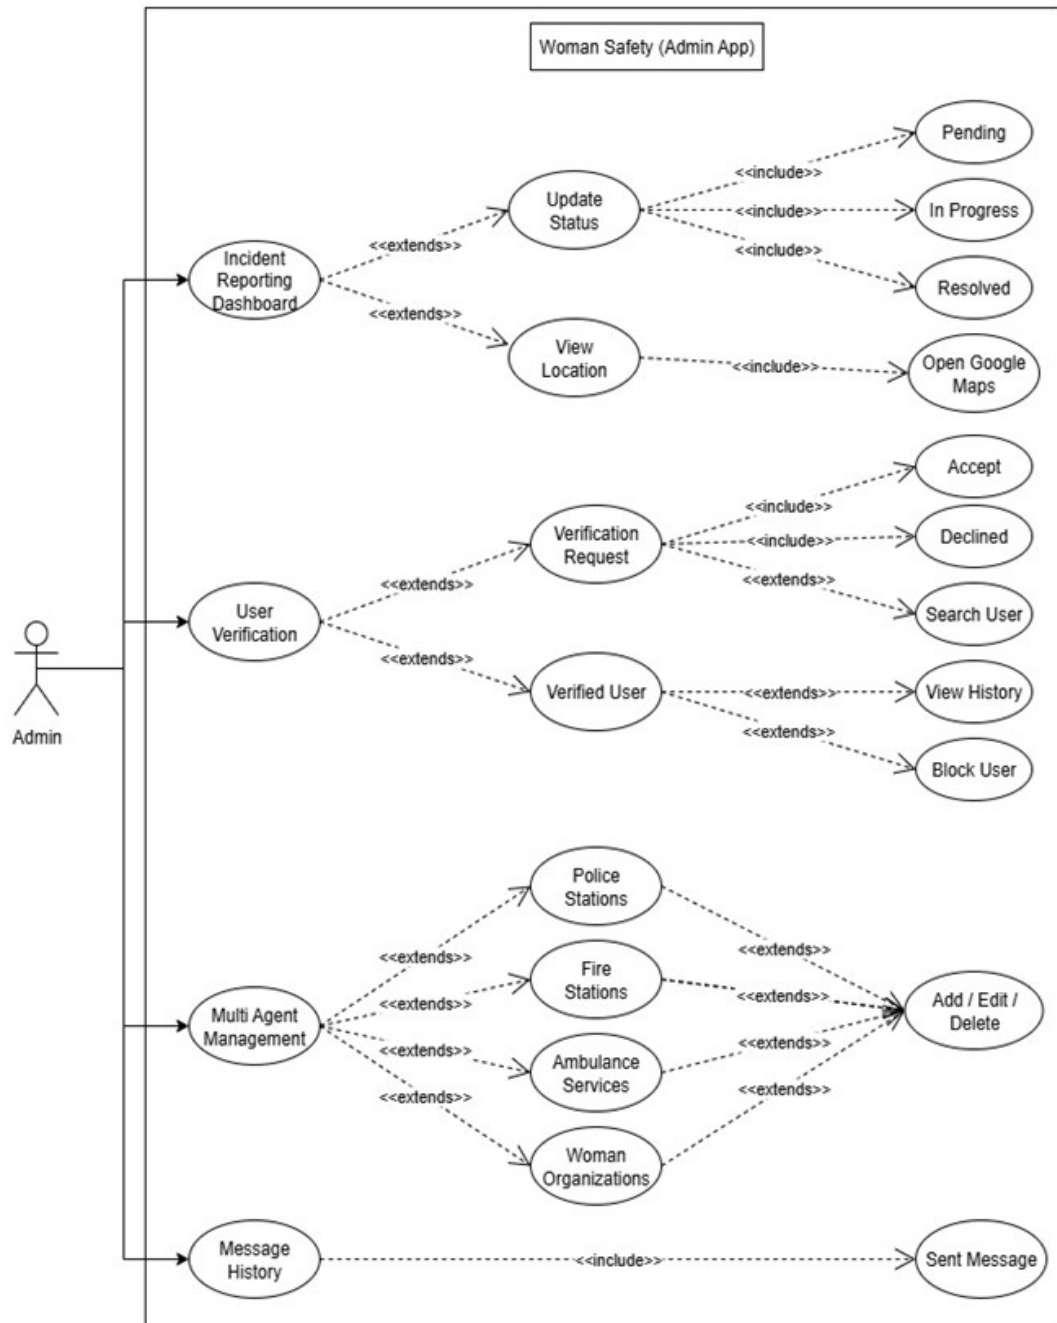 Woman Safety (Admin App)
Pending
<<include>>
Update
Status
<<include>>
In Progress
<<extends>>
<<include>>
Incident
Reporting
Dashboard
Resolved
<<extends>>
View
Location
<<include>>
Open Google
Maps
Accept
<<include>>
Verification
Request
<<include>>
Declined
<<extends>>
<<extends>>
User
Verification
Search User
<<extends>>
Verified User
<<extends>>
View History
<<extends>>
Admin
Block User
Police
Stations
<<extends>>
<<extends>>
Fire
Stations
<<extends>>
<<extends>>
Multi Agent
Management
Add / Edit /
Delete
<<extends>>
<<extends>>
Ambulance
Services
<<extends>>
<<extends>>
Woman
Organizations
Message
History
<<include>>
Sent Message